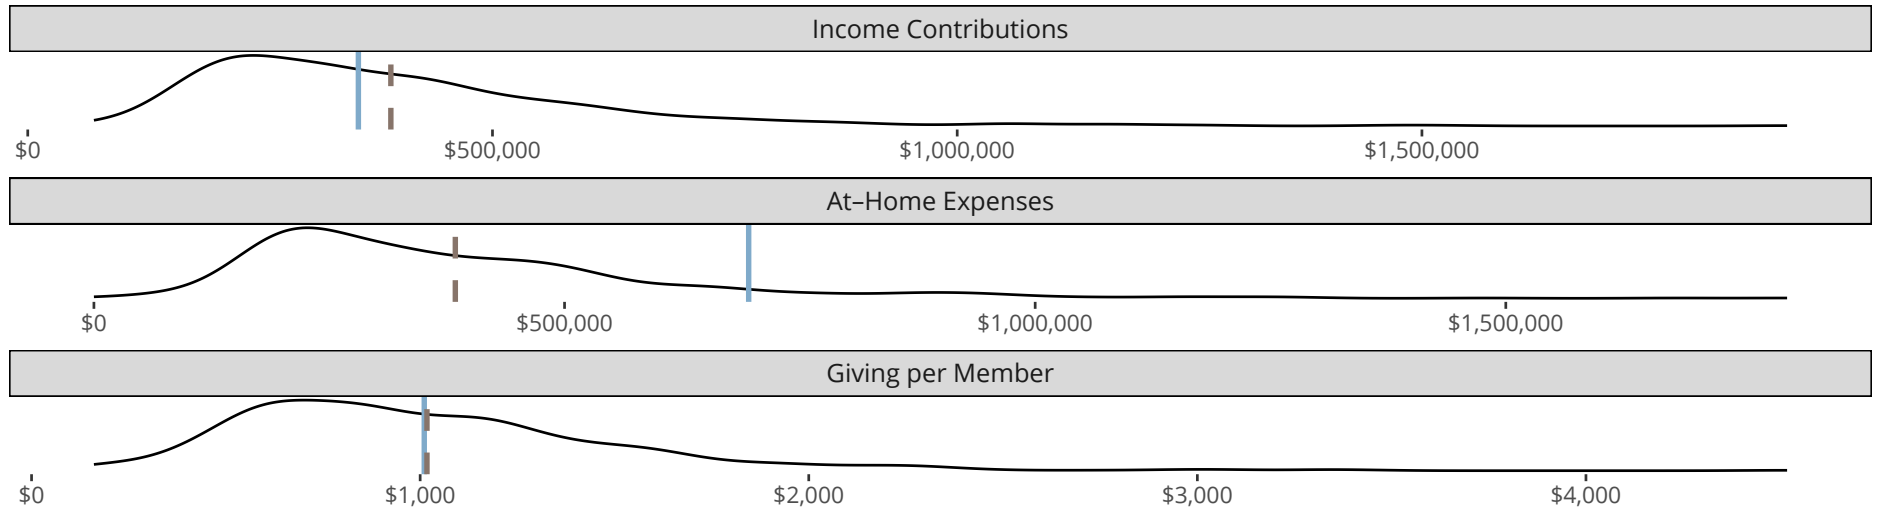 Income Contributions
$0 $500,000 $1,000,000 $1,500,000
At–Home Expenses
$0 $500,000 $1,000,000 $1,500,000
Giving per Member
$0 $1,000 $2,000 $3,000 $4,000